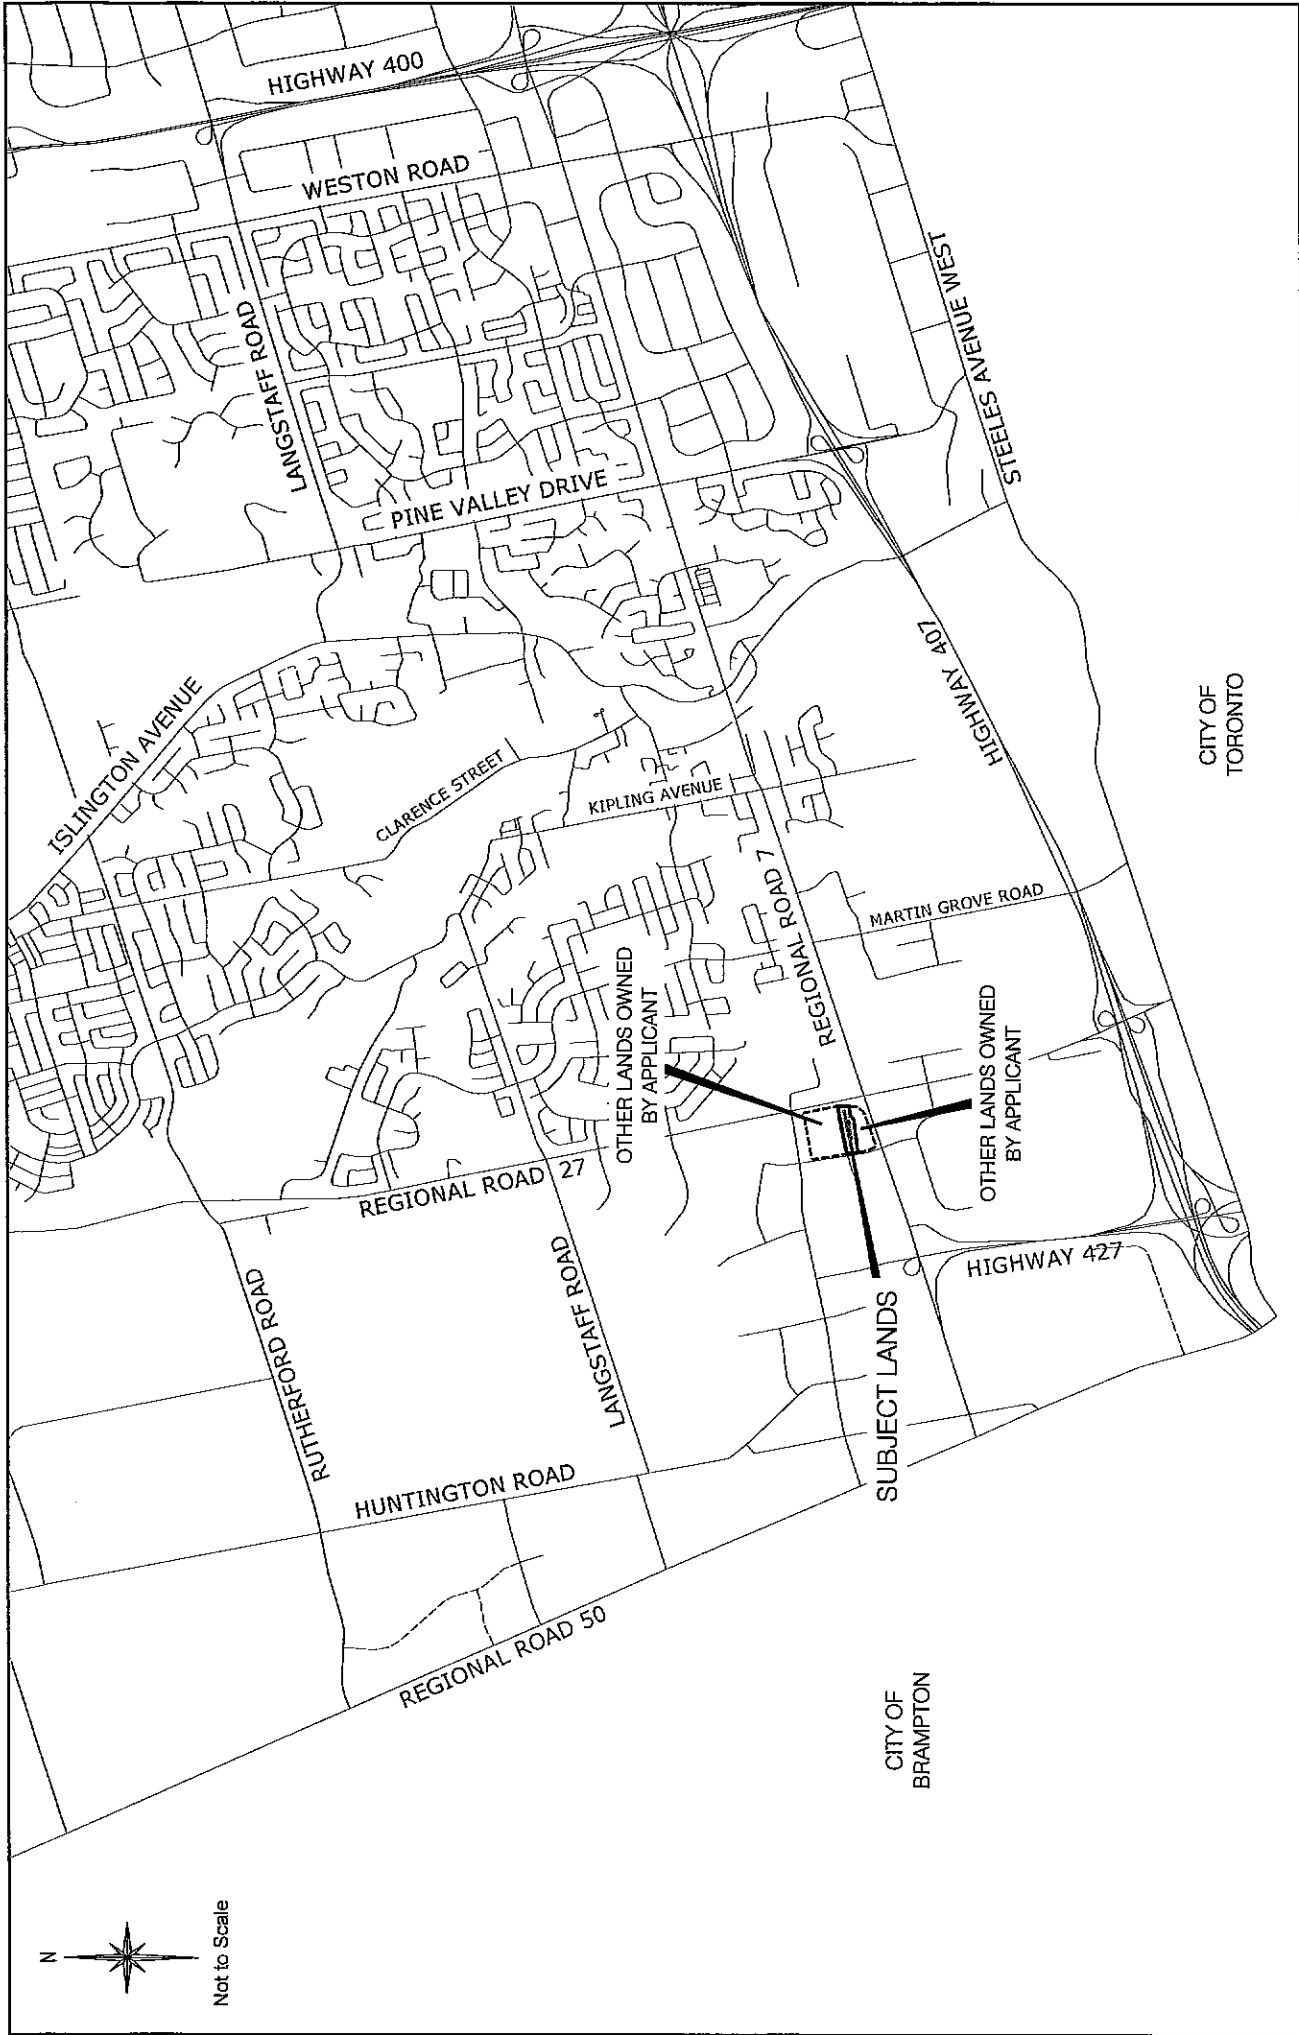 HIGHWAY 400
WESTON ROAD
LANGSTAFF ROAD
PINE VALLEY DRIVE
STEELES AVENUE WEST
ISLINGTON AVENUE
CLARENCE STREET
KIPLING AVENUE
HIGHWAY 407
CITY OF
TORONTO
REGIONAL ROAD 7
MARTIN GROVE ROAD
OTHER LANDS OWNED
BY APPLICANT
OTHER LANDS OWNED
BY APPLICANT
REGIONAL ROAD 27
HIGHWAY 427
RUTHERFORD ROAD
LANGSTAFF ROAD
SUBJECT LANDS
HUNTINGTON ROAD
REGIONAL ROAD 50
CITY OF
BRAMPTON
N
Not to Scale